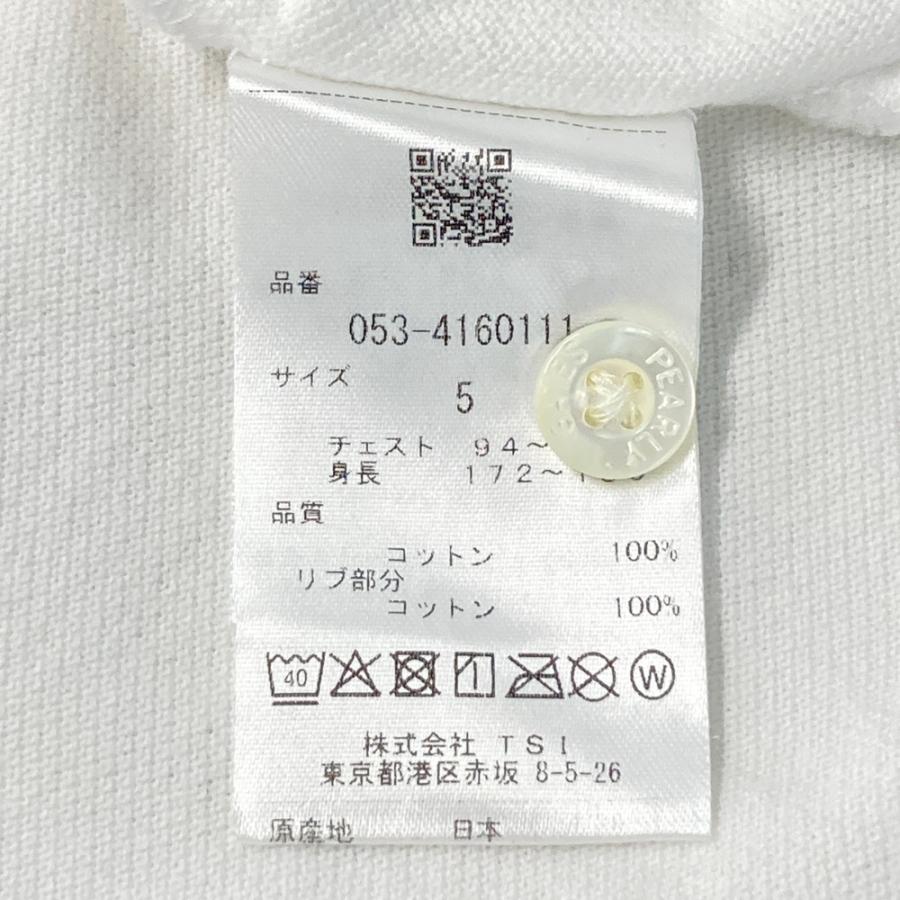 品番
053-4160111
サイズ
5
チェスト 94～
身長 172～
品質
コットン 100%
リブ部分
コットン 100%
40
W
株式会社 TSI
東京都港区赤坂 8-5-26
原産地 日本
PEARLY